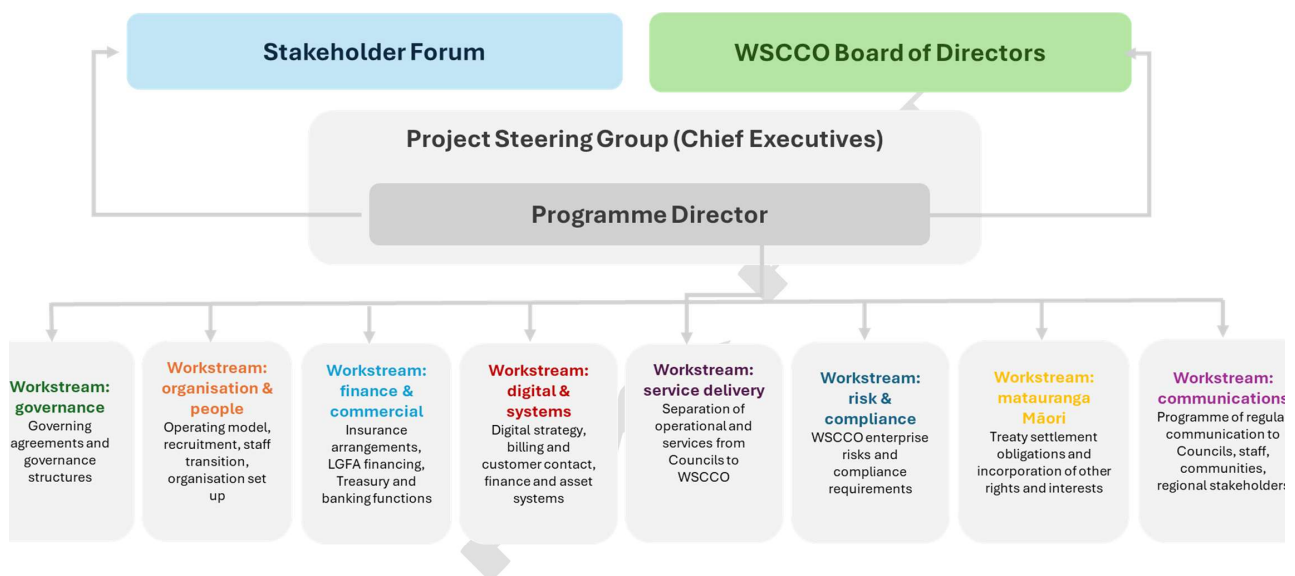 Stakeholder Forum
WSCCO Board of Directors
Project Steering Group (Chief Executives)
Programme Director
Workstream:
governance
Governing
agreements and
governance
structures
Workstream:
organisation &
people
Operating model,
recruitment, staff
transition,
organisation set
up
Workstream:
finance &
commercial
Insurance
arrangements,
LGFA financing,
Treasury and
banking functions
Workstream:
digital &
systems
Digital strategy,
billing and
customer contact,
finance and asset
systems
Workstream:
service delivery
Separation of
operational and
services from
Councils to
WSCCO
Workstream:
risk &
compliance
WSCCO enterprise
risks and
compliance
requirements
Workstream:
matauranga
Māori
Treaty settlement
obligations and
incorporation of other
rights and interests
Workstream:
communications
Programme of regula
communication to
Councils, staff,
communities,
regional stakeholders